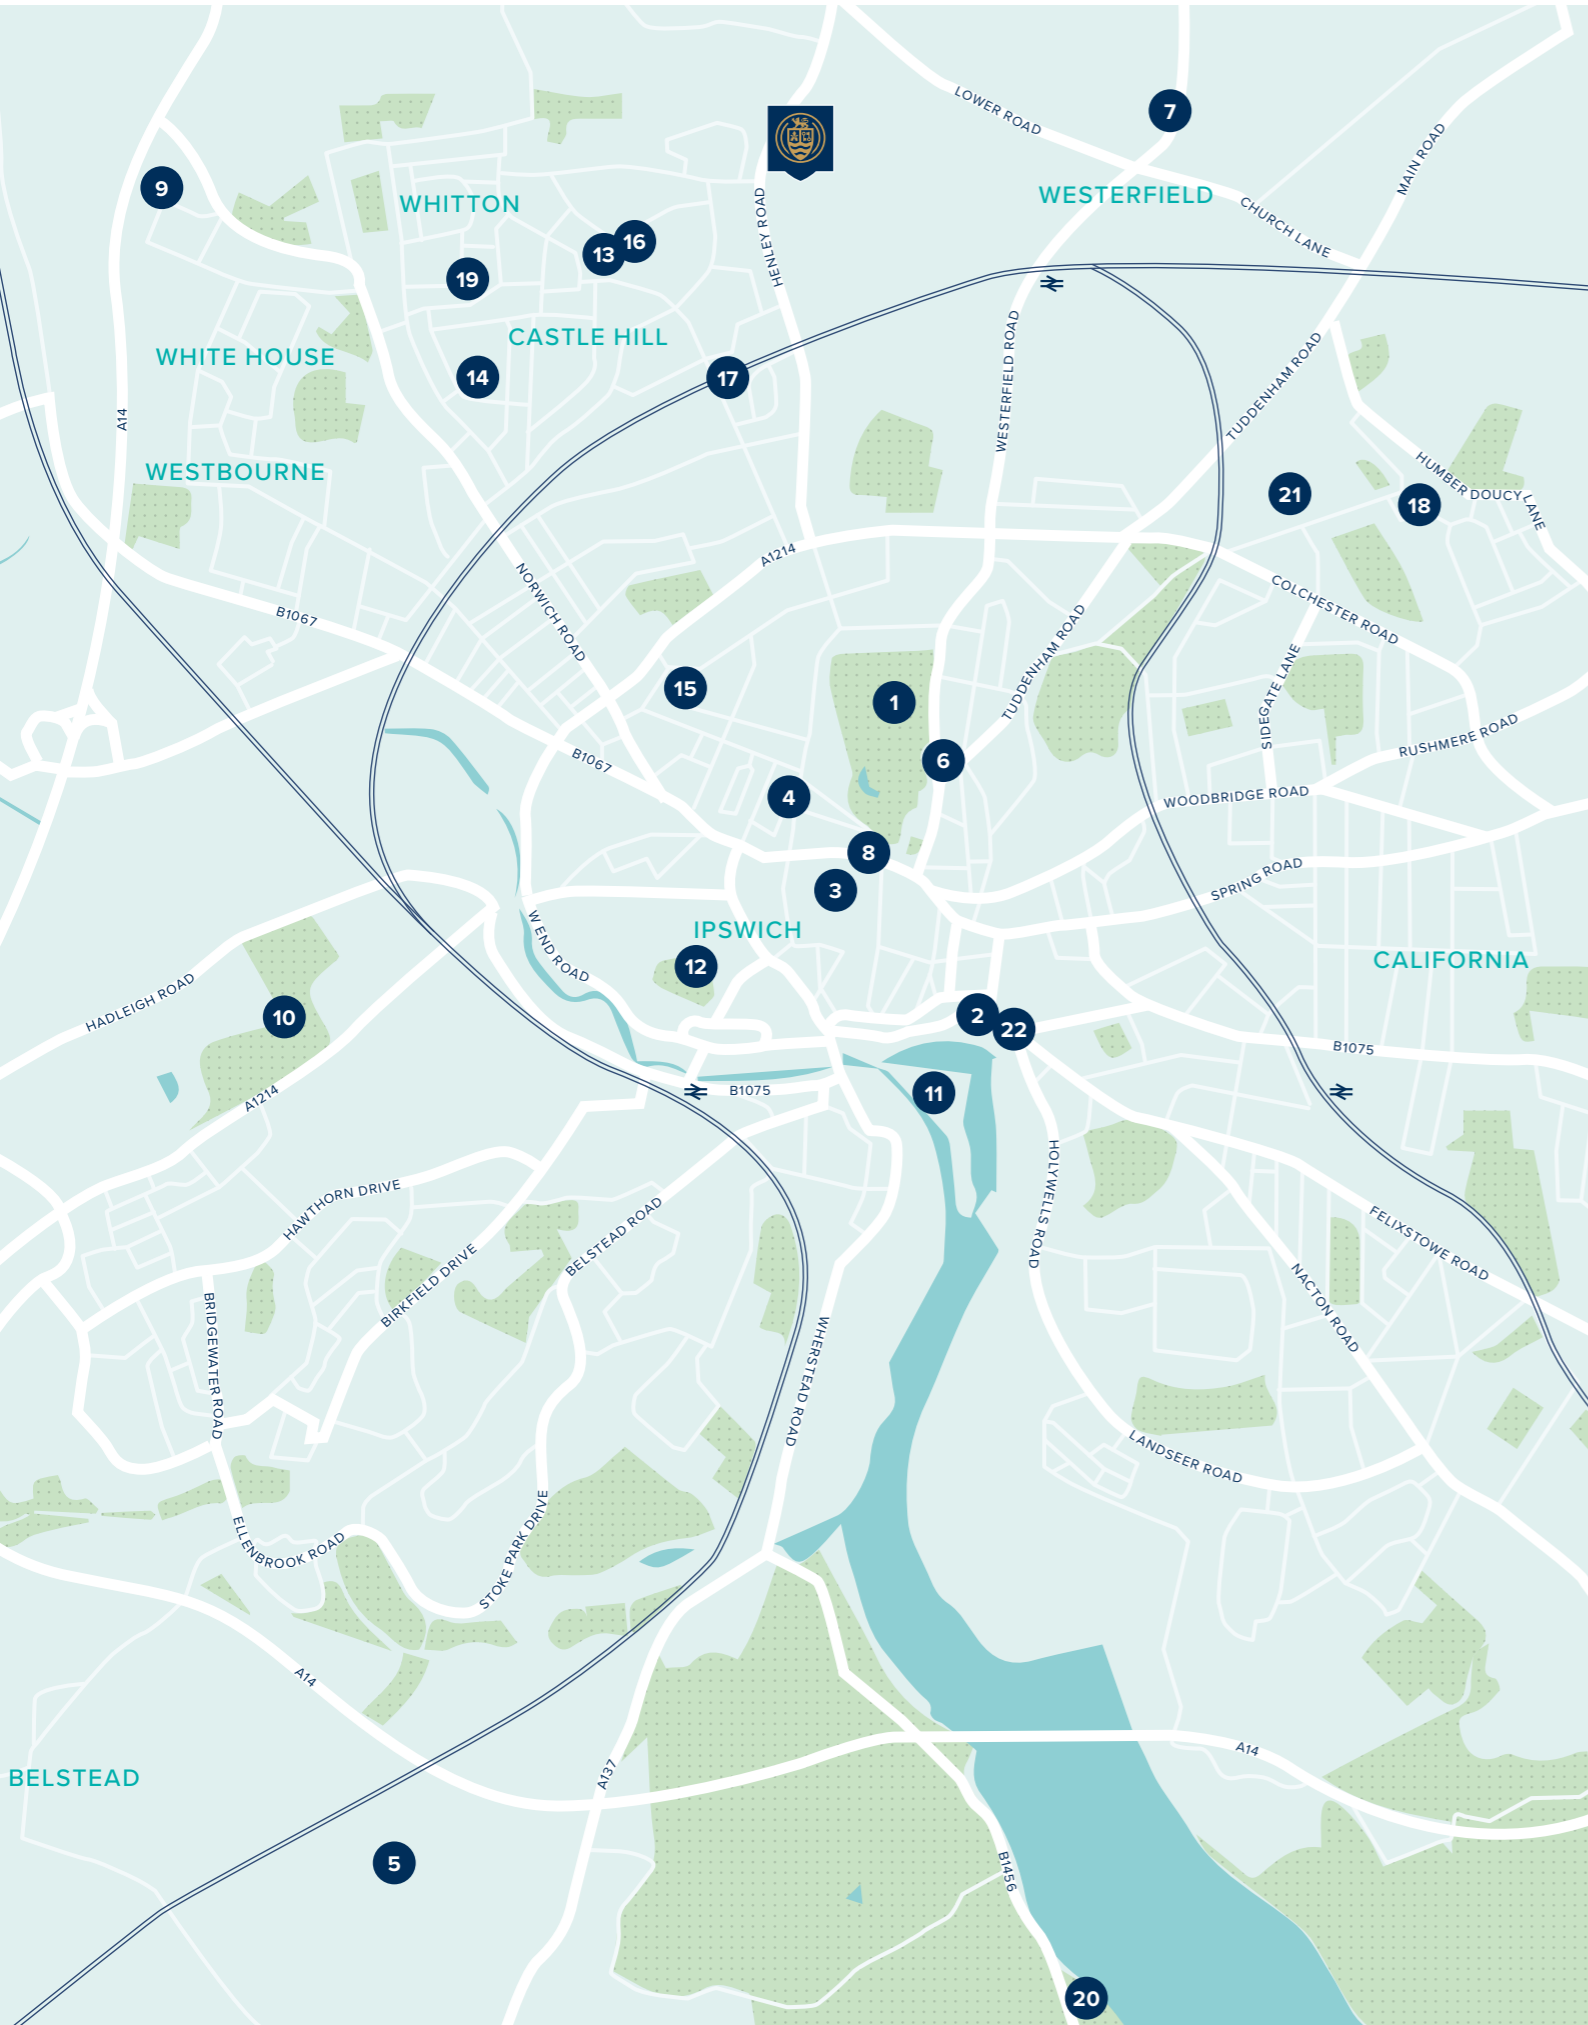 LOWER ROAD
7
MAIN ROAD
9
WHITTON
HENLEY ROAD
WESTERFIELD
CHURCH LANE
13
16
19
CASTLE HILL
WHITE HOUSE
14
17
WESTERFIELD ROAD
TUDDENHAM ROAD
A14
WESTBOURNE
HUMBER DOUCY LANE
21
18
A1214
NORWICH ROAD
B1067
COLCHESTER ROAD
TUDDENHAM ROAD
SIDEGATE LANE
15
1
RUSHMERE ROAD
6
B1067
4
WOODBRIDGE ROAD
8
3
SPRING ROAD
IPSWICH
W END ROAD
12
CALIFORNIA
HADLEIGH ROAD
10
2
22
B1075
A1214
B1075
11
HOLYWELLS ROAD
HAWTHORN DRIVE
BELSTEAD ROAD
BIRKFIELD DRIVE
FELIXSTOWE ROAD
NACTON ROAD
BRIDGEWATER ROAD
WHERSTEAD ROAD
LANDSEER ROAD
ELLENBROOK ROAD
STOKE PARK DRIVE
A14
A14
BELSTEAD
A137
5
B1456
20